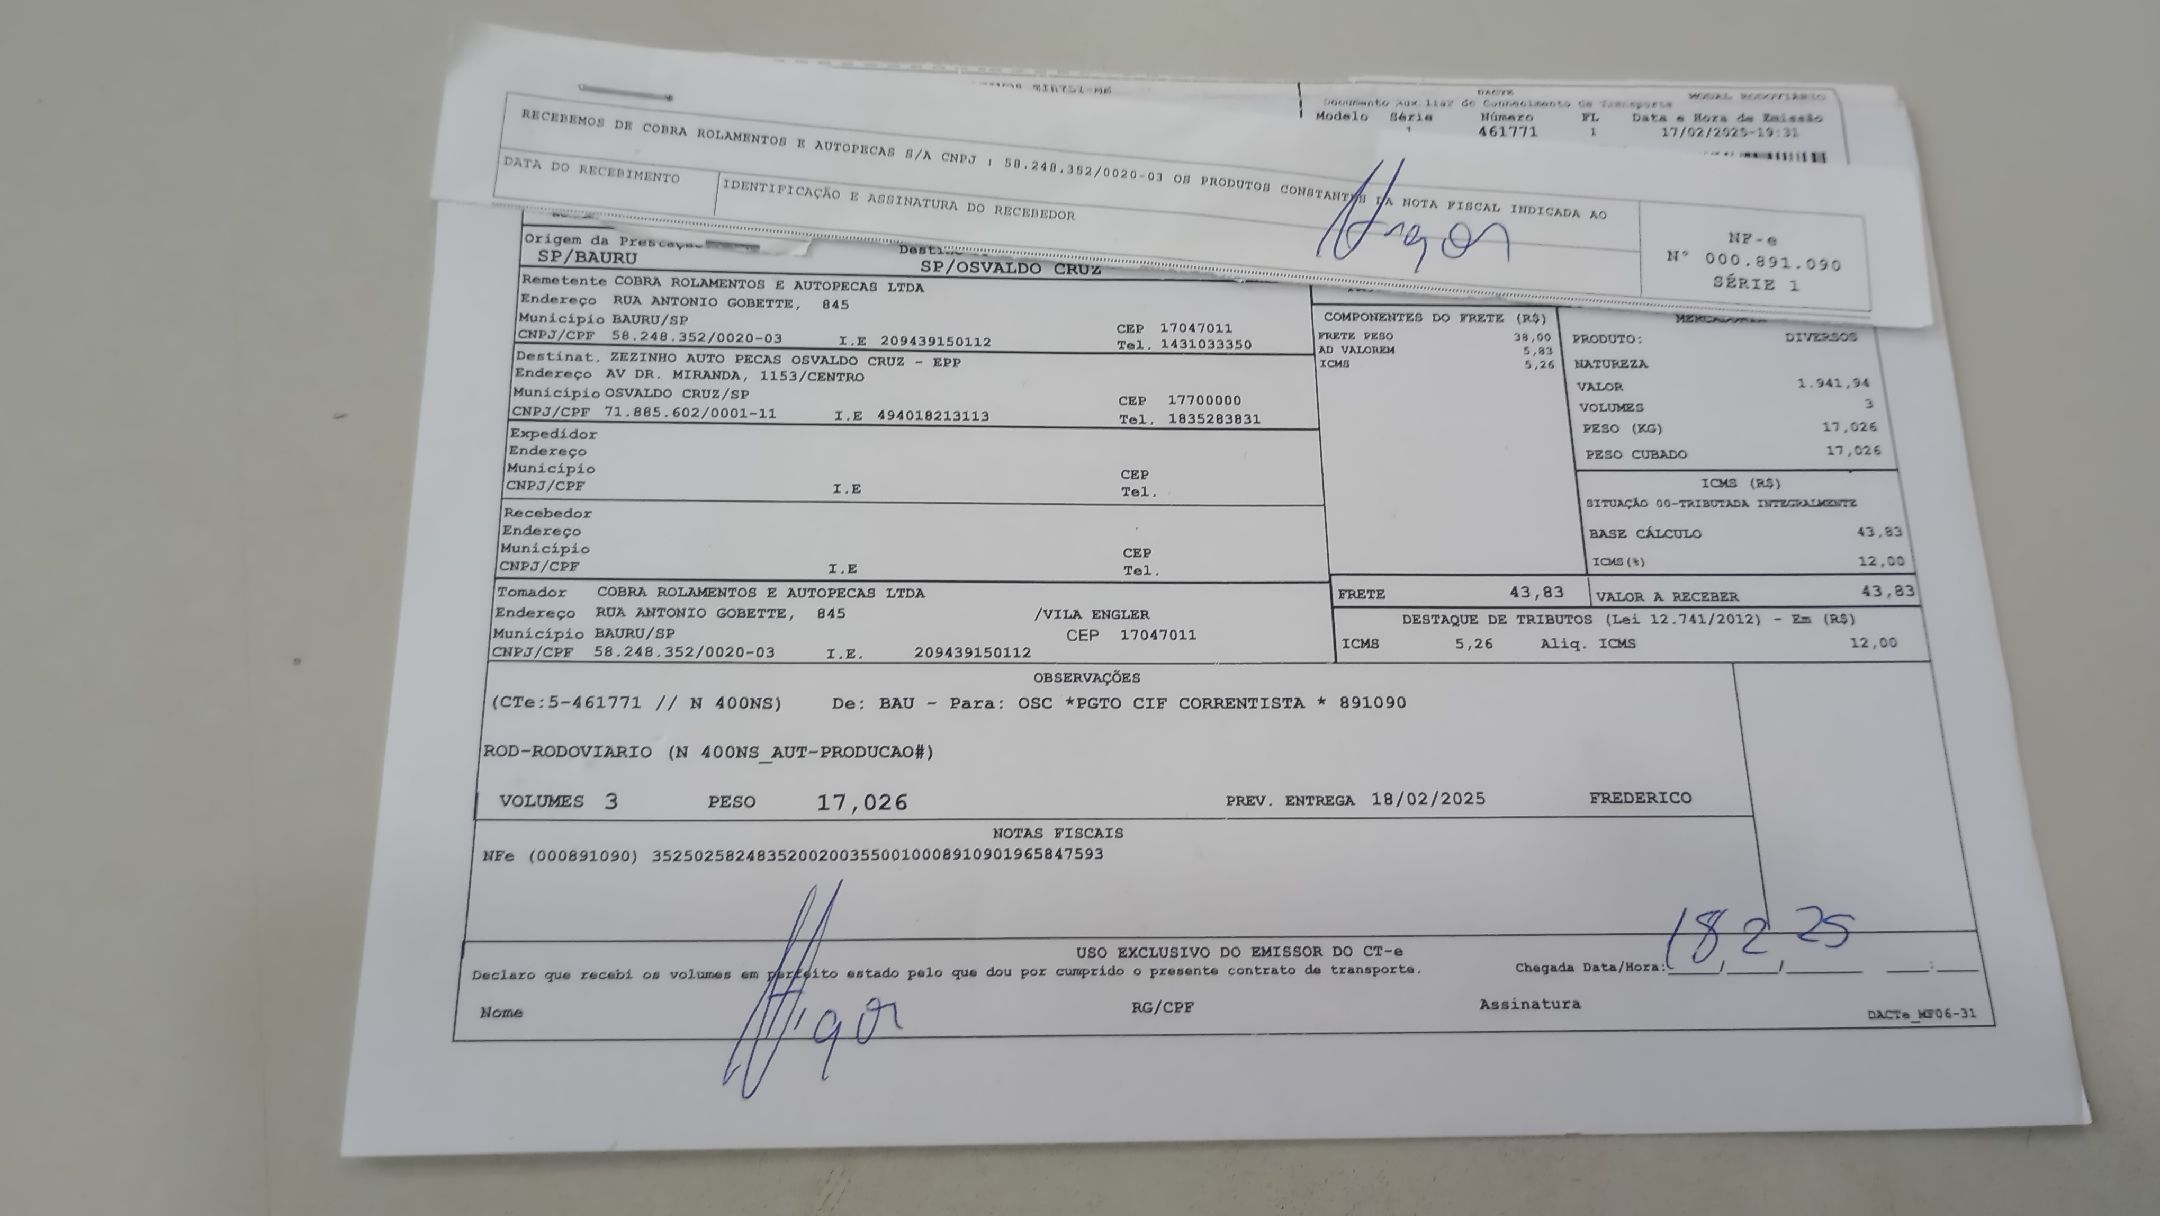 DACTE
MODAL RODOVIÁRIO
Documento Auxiliar do Conhecimento de Transporte
Modelo Série Número FL Data e Hora de Emissão
1 461771 1 17/02/2025-19:31
RECEBEMOS DE COBRA ROLAMENTOS E AUTOPECAS S/A CNPJ : 58.248.352/0020-03 OS PRODUTOS CONSTANTES DA NOTA FISCAL INDICADA AO
DATA DO RECEBIMENTO
IDENTIFICAÇÃO E ASSINATURA DO RECEBEDOR
NF-e
Nº 000.891.090
SÉRIE 1
Origem da Prestação
SP/BAURU
SP/OSVALDO CRUZ
Remetente COBRA ROLAMENTOS E AUTOPECAS LTDA
Endereço RUA ANTONIO GOBETTE, 845
Município BAURU/SP CEP 17047011
CNPJ/CPF 58.248.352/0020-03 I.E 209439150112 Tel. 1431033350
Destinat. ZEZINHO AUTO PECAS OSVALDO CRUZ - EPP
Endereço AV DR. MIRANDA, 1153/CENTRO
Município OSVALDO CRUZ/SP CEP 17700000
CNPJ/CPF 71.885.602/0001-11 I.E 494018213113 Tel. 1835283831
Expedidor
Endereço
Município CEP
CNPJ/CPF I.E Tel.
Recebedor
Endereço
Município CEP
CNPJ/CPF I.E Tel.
Tomador COBRA ROLAMENTOS E AUTOPECAS LTDA
Endereço RUA ANTONIO GOBETTE, 845 /VILA ENGLER
Município BAURU/SP CEP 17047011
CNPJ/CPF 58.248.352/0020-03 I.E. 209439150112
COMPONENTES DO FRETE (R$)
FRETE PESO 38,00
AD VALOREM 5,83
ICMS 5,26
PRODUTO: DIVERSOS
NATUREZA
VALOR 1.941,94
VOLUMES 3
PESO (KG) 17,026
PESO CUBADO 17,026
ICMS (R$)
SITUAÇÃO 00-TRIBUTADA INTEGRALMENTE
BASE CÁLCULO 43,83
ICMS(%) 12,00
FRETE 43,83 VALOR A RECEBER 43,83
DESTAQUE DE TRIBUTOS (Lei 12.741/2012) - Em (R$)
ICMS 5,26 Aliq. ICMS 12,00
OBSERVAÇÕES
(CTe:5-461771 // N 400NS) De: BAU - Para: OSC *PGTO CIF CORRENTISTA * 891090
ROD-RODOVIARIO (N 400NS_AUT-PRODUCAO#)
VOLUMES 3 PESO 17,026 PREV. ENTREGA 18/02/2025 FREDERICO
NOTAS FISCAIS
NFe (000891090) 35250258248352002003550010008910901965847593
USO EXCLUSIVO DO EMISSOR DO CT-e
Declaro que recebi os volumes em perfeito estado pelo que dou por cumprido o presente contrato de transporte. Chegada Data/Hora: 18/2/25
Nome RG/CPF Assinatura
DACTe_MF06-31